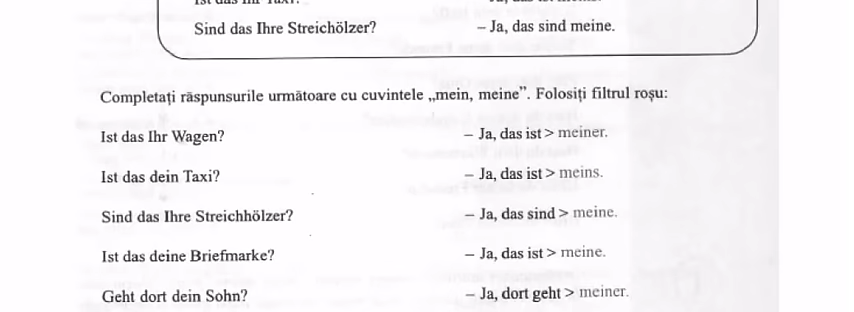 Sind das Ihre Streichölzer? – Ja, das sind meine.
Completați răspunsurile următoare cu cuvintele „mein, meine”. Folosiți filtrul roșu:
Ist das Ihr Wagen? – Ja, das ist > meiner.
Ist das dein Taxi? – Ja, das ist > meins.
Sind das Ihre Streichhölzer? – Ja, das sind > meine.
Ist das deine Briefmarke? – Ja, das ist > meine.
Geht dort dein Sohn? – Ja, dort geht > meiner.